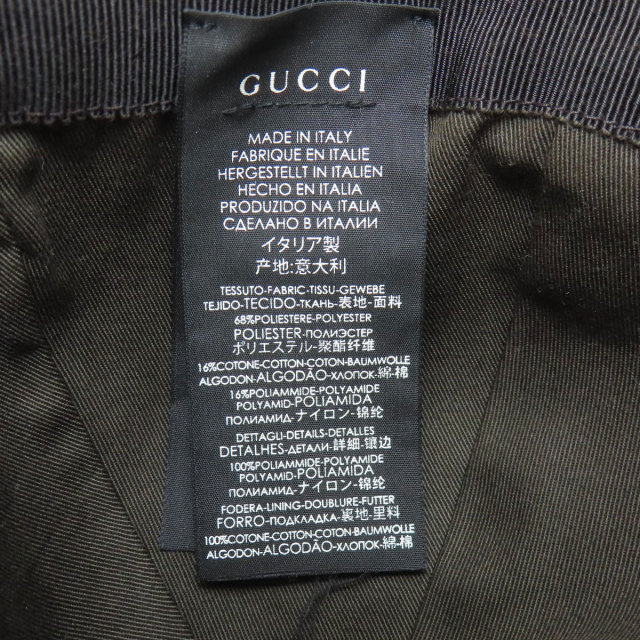 GUCCI
MADE IN ITALY
FABRIQUE EN ITALIE
HERGESTELLT IN ITALIEN
HECHO EN ITALIA
PRODUZIDO NA ITALIA
СДЕЛАНО В ИТАЛИИ
イタリア製
产地:意大利
TESSUTO-FABRIC-TISSU-GEWEBE
TEJIDO-TECIDO-ТКАНЬ-表地-面料
68%POLIESTERE-POLYESTER
POLIESTER-ПОЛИЭСТЕР
ポリエステル-聚酯纤维
16%COTONE-COTTON-COTON-BAUMWOLLE
ALGODON-ALGODÃO-ХЛОПОК-綿-棉
16%POLIAMMIDE-POLYAMIDE
POLYAMID-POLIAMIDA
ПОЛИАМИД-ナイロン-锦纶
DETTAGLI-DETAILS-DETALLES
DETALHES-ДЕТАЛИ-詳細-镶边
100%POLIAMMIDE-POLYAMIDE
POLYAMID-POLIAMIDA
ПОЛИАМИД-ナイロン-锦纶
FODERA-LINING-DOUBLURE-FUTTER
FORRO-ПОДКЛАДКА-裏地-里料
100%COTONE-COTTON-COTON-BAUMWOLLE
ALGODON-ALGODÃO-ХЛОПОК-綿-棉